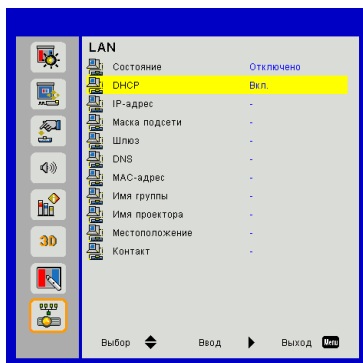 LAN
Состояние Отключено
DHCP Вкл.
IP-адрес -
Маска подсети -
Шлюз -
DNS -
MAC-адрес -
Имя группы -
Имя проектора -
Местоположение -
Контакт -
3D
Выбор Ввод Выход Menu